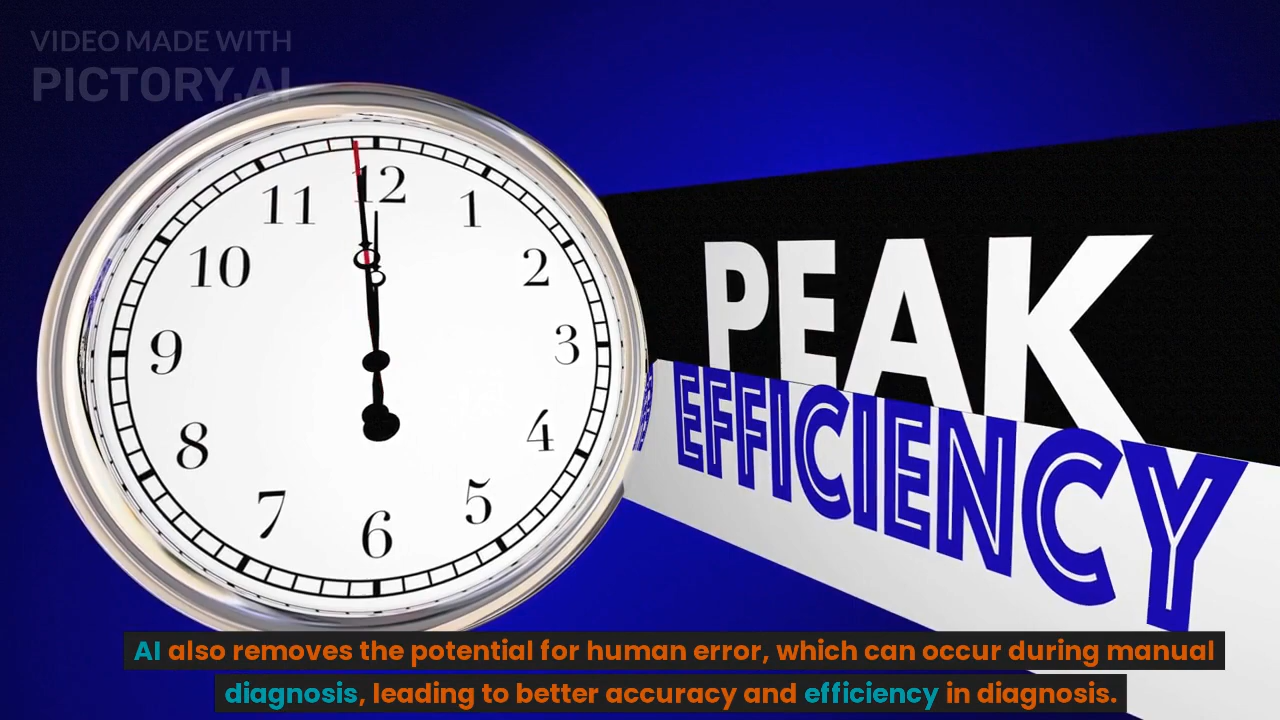 VIDEO MADE WITH
PICTORY.AI
12
1
2
3
4
5
6
7
8
9
10
11
PEAK
EFFICIENCY
AI also removes the potential for human error, which can occur during manual
diagnosis, leading to better accuracy and efficiency in diagnosis.